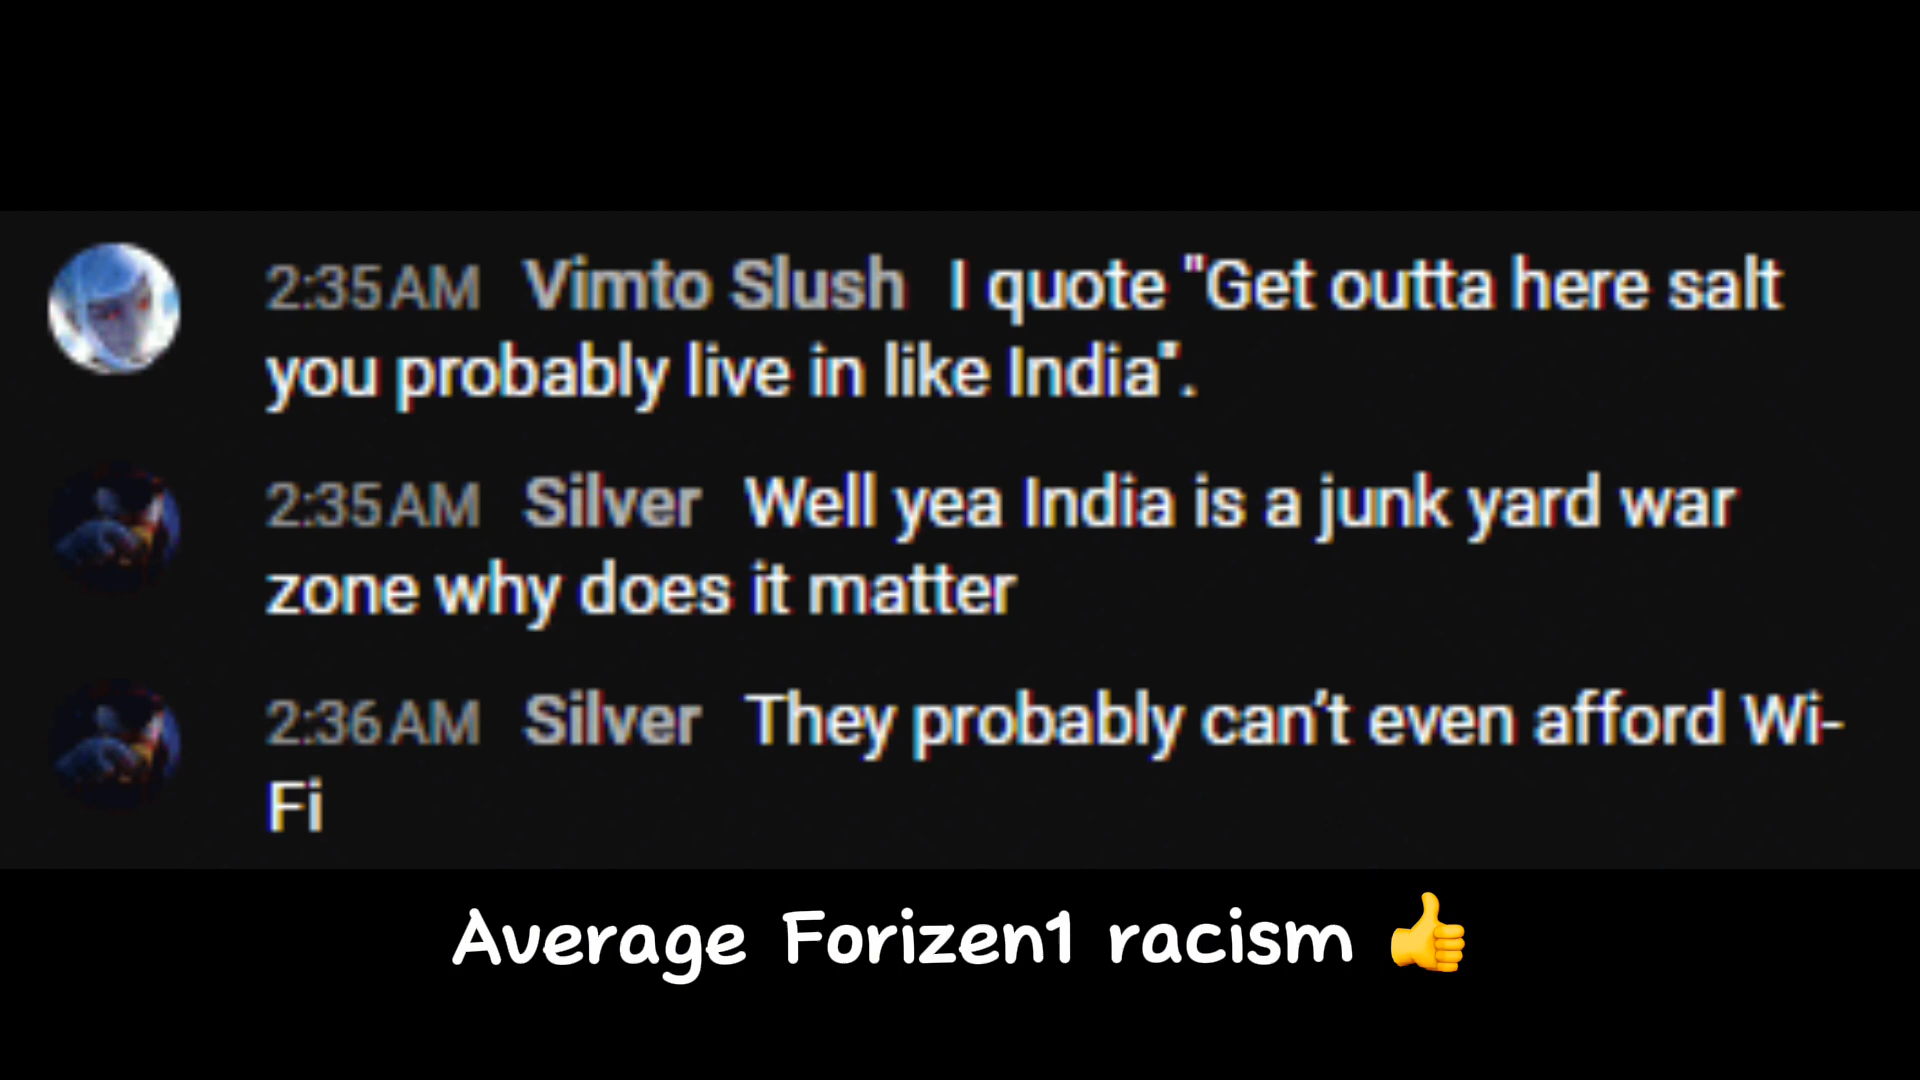 2:35 AM Vimto Slush I quote "Get outta here salt
you probably live in like India".
2:35 AM Silver Well yea India is a junk yard war
zone why does it matter
2:36 AM Silver They probably can't even afford Wi-
Fi
Average Forizen1 racism 👍